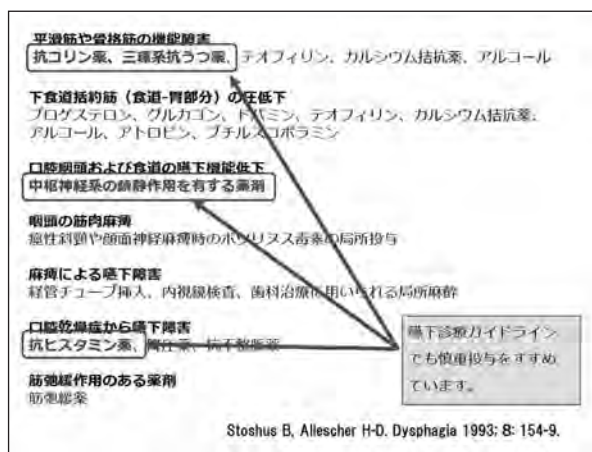 平滑筋や骨格筋の機能障害
抗コリン薬、三環系抗うつ薬、テオフィリン、カルシウム拮抗薬、アルコール
下食道括約筋（食道-胃部分）の圧低下
プロゲステロン、グルカゴン、ドパミン、テオフィリン、カルシウム拮抗薬、
アルコール、アトロピン、ブチルスコポラミン
口腔咽頭および食道の嚥下機能低下
中枢神経系の鎮静作用を有する薬剤
咽頭の筋肉麻痺
痙性斜頸や顔面神経麻痺時のボツリヌス毒素の局所投与
麻痺による嚥下障害
経管チューブ挿入、内視鏡検査、歯科治療に用いられる局所麻酔
口腔乾燥症から嚥下障害
抗ヒスタミン薬、降圧薬、抗不整脈薬
筋弛緩作用のある薬剤
筋弛緩薬
嚥下診療ガイドライン
でも慎重投与をすすめ
ています。
Stoshus B, Allescher H-D. Dysphagia 1993; 8: 154-9.